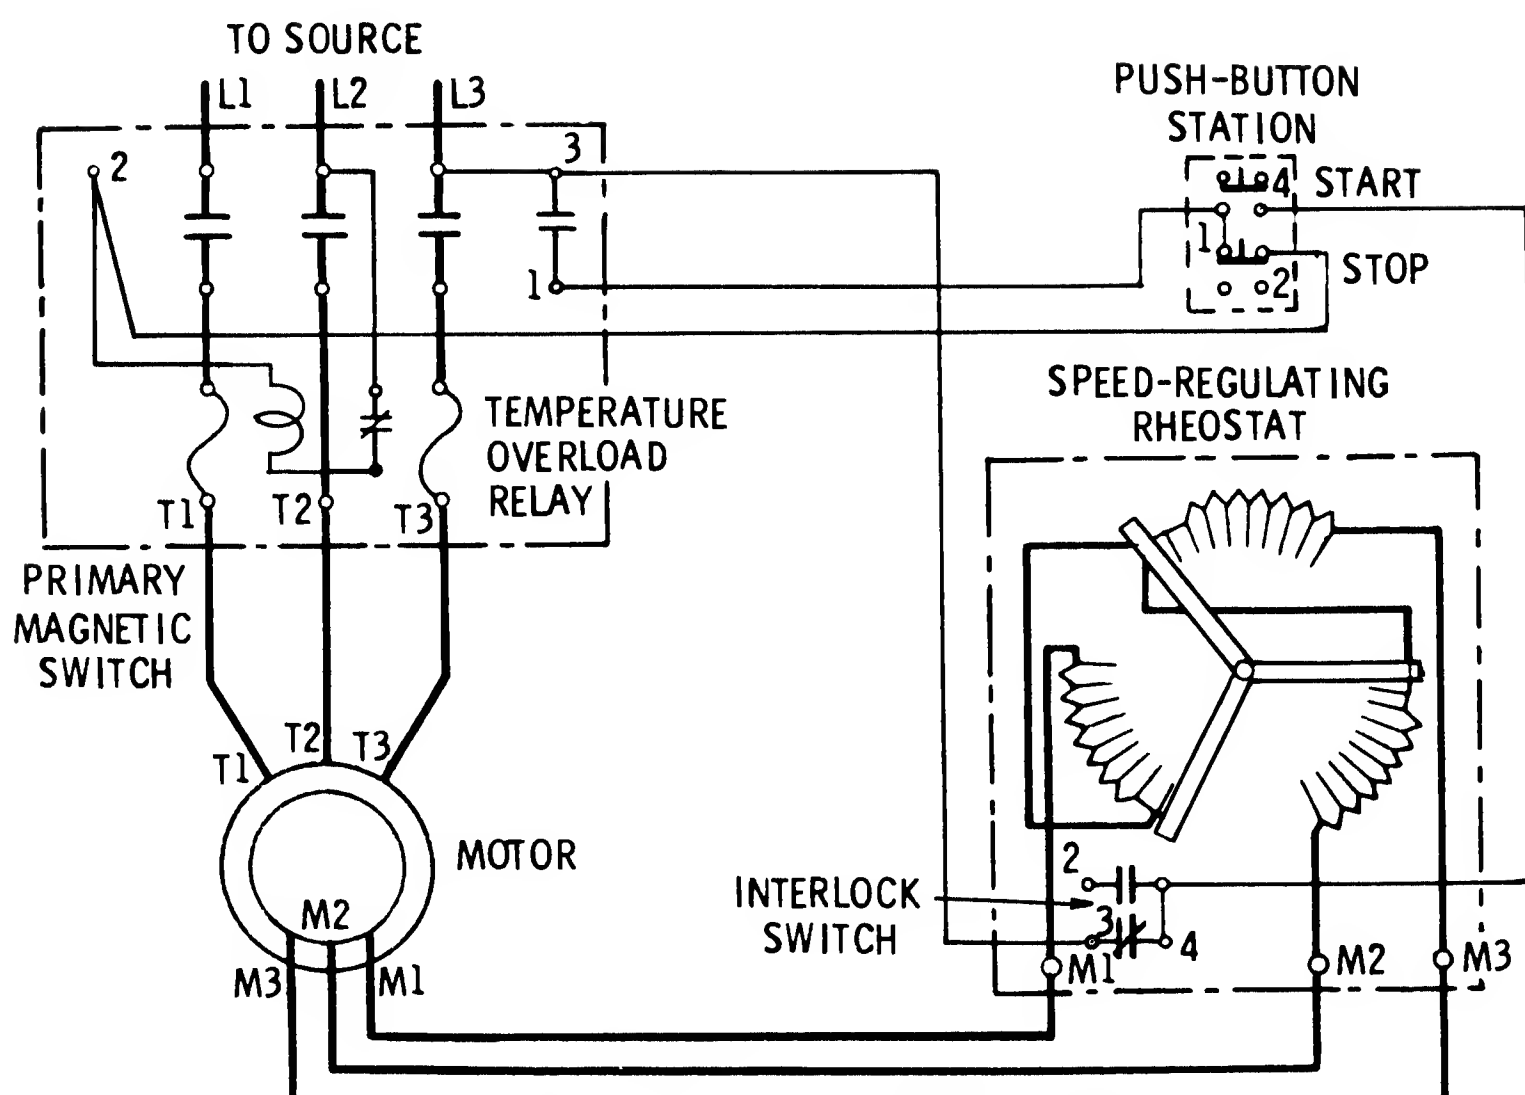 TO SOURCE
L1
L2
L3
PUSH-BUTTON
STATION
2
3
4
START
1
STOP
1
2
SPEED-REGULATING
RHEOSTAT
TEMPERATURE
OVERLOAD
RELAY
T1
T2
T3
PRIMARY
MAGNETIC
SWITCH
T1
T2
T3
MOTOR
M2
M3
M1
INTERLOCK
SWITCH
2
3
4
M1
M2
M3